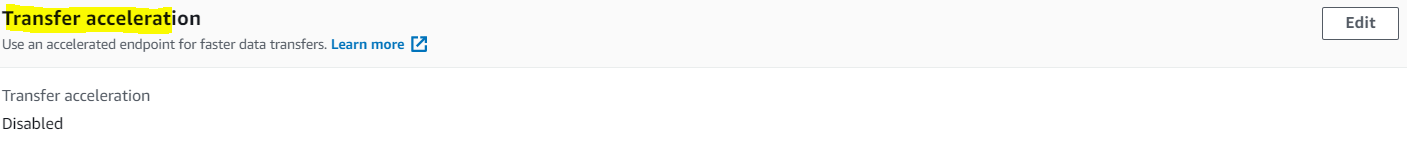 Transfer acceleration
Edit
Use an accelerated endpoint for faster data transfers. Learn more
Transfer acceleration
Disabled